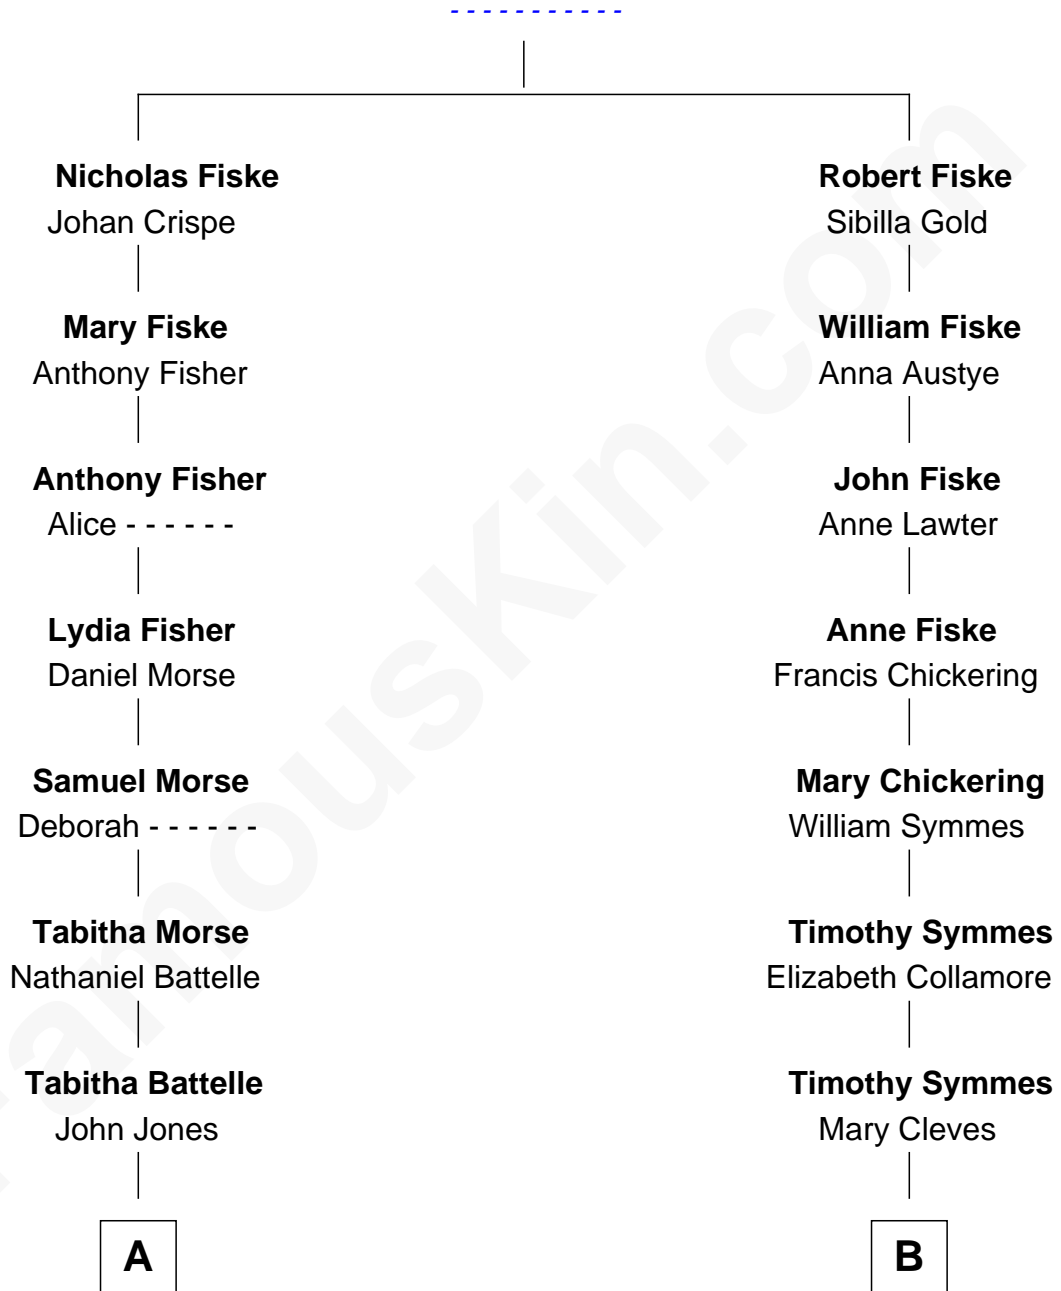 - - - - - - - - - - -
Nicholas Fiske
Johan Crispe
Mary Fiske
Anthony Fisher
Anthony Fisher
Alice - - - - - -
Lydia Fisher
Daniel Morse
Samuel Morse
Deborah - - - - - -
Tabitha Morse
Nathaniel Battelle
Tabitha Battelle
John Jones
A
Robert Fiske
Sibilla Gold
William Fiske
Anna Austye
John Fiske
Anne Lawter
Anne Fiske
Francis Chickering
Mary Chickering
William Symmes
Timothy Symmes
Elizabeth Collamore
Timothy Symmes
Mary Cleves
B
FamousKin.com